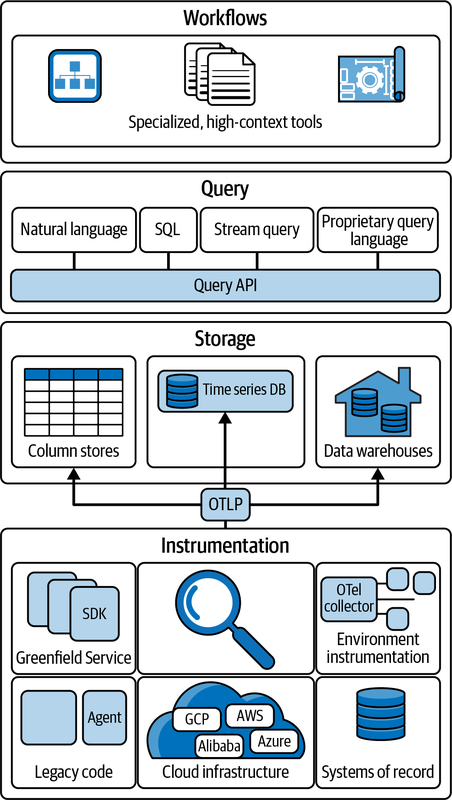 Workflows
Specialized, high-context tools
Query
Natural language
SQL
Stream query
Proprietary query
language
Query API
Storage
Column stores
Time series DB
Data warehouses
OTLP
Instrumentation
SDK
Greenfield Service
OTel
collector
Environment
instrumentation
Agent
Legacy code
GCP
AWS
Alibaba
Azure
Cloud infrastructure
Systems of record